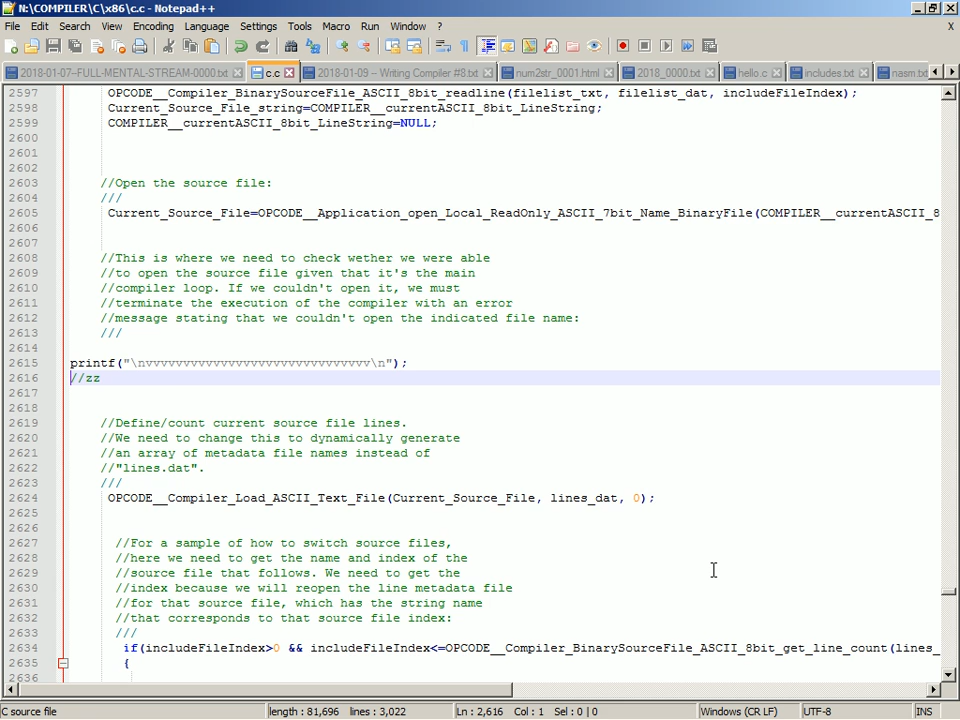 N:\COMPILER\C\x86\c.c - Notepad++
File Edit Search View Encoding Language Settings Tools Macro Run Window ? X
2018-01-07-FULL-MENTAL-STREAM-0000.txt c.c 2018-01-09 -- Writing Compiler #8.txt num2str_0001.html 2018_0000.txt hello.c includes.txt nasm.tx
2597 OPCODE__Compiler_BinarySourceFile_ASCII_8bit_readline(filelist_txt, filelist_dat, includeFileIndex);
2598 Current_Source_File_string=COMPILER__currentASCII_8bit_LineString;
2599 COMPILER__currentASCII_8bit_LineString=NULL;
2600
2601
2602
2603 //Open the source file:
2604 ///
2605 Current_Source_File=OPCODE__Application_open_Local_ReadOnly_ASCII_7bit_Name_BinaryFile(COMPILER__currentASCII_8
2606
2607
2608 //This is where we need to check wether we were able
2609 //to open the source file given that it's the main
2610 //compiler loop. If we couldn't open it, we must
2611 //terminate the execution of the compiler with an error
2612 //message stating that we couldn't open the indicated file name:
2613 ///
2614
2615 printf("\nvvvvvvvvvvvvvvvvvvvvvvvvvvvvvv\n");
2616 //zz
2617
2618
2619 //Define/count current source file lines.
2620 //We need to change this to dynamically generate
2621 //an array of metadata file names instead of
2622 //"lines.dat".
2623 ///
2624 OPCODE__Compiler_Load_ASCII_Text_File(Current_Source_File, lines_dat, 0);
2625
2626
2627 //For a sample of how to switch source files,
2628 //here we need to get the name and index of the
2629 //source file that follows. We need to get the
2630 //index because we will reopen the line metadata file
2631 //for that source file, which has the string name
2632 //that corresponds to that source file index:
2633 ///
2634 if(includeFileIndex>0 && includeFileIndex<=OPCODE__Compiler_BinarySourceFile_ASCII_8bit_get_line_count(lines_
2635 {
2636
C source file length : 81,696 lines : 3,022 Ln : 2,616 Col : 1 Sel : 0 | 0 Windows (CR LF) UTF-8 INS